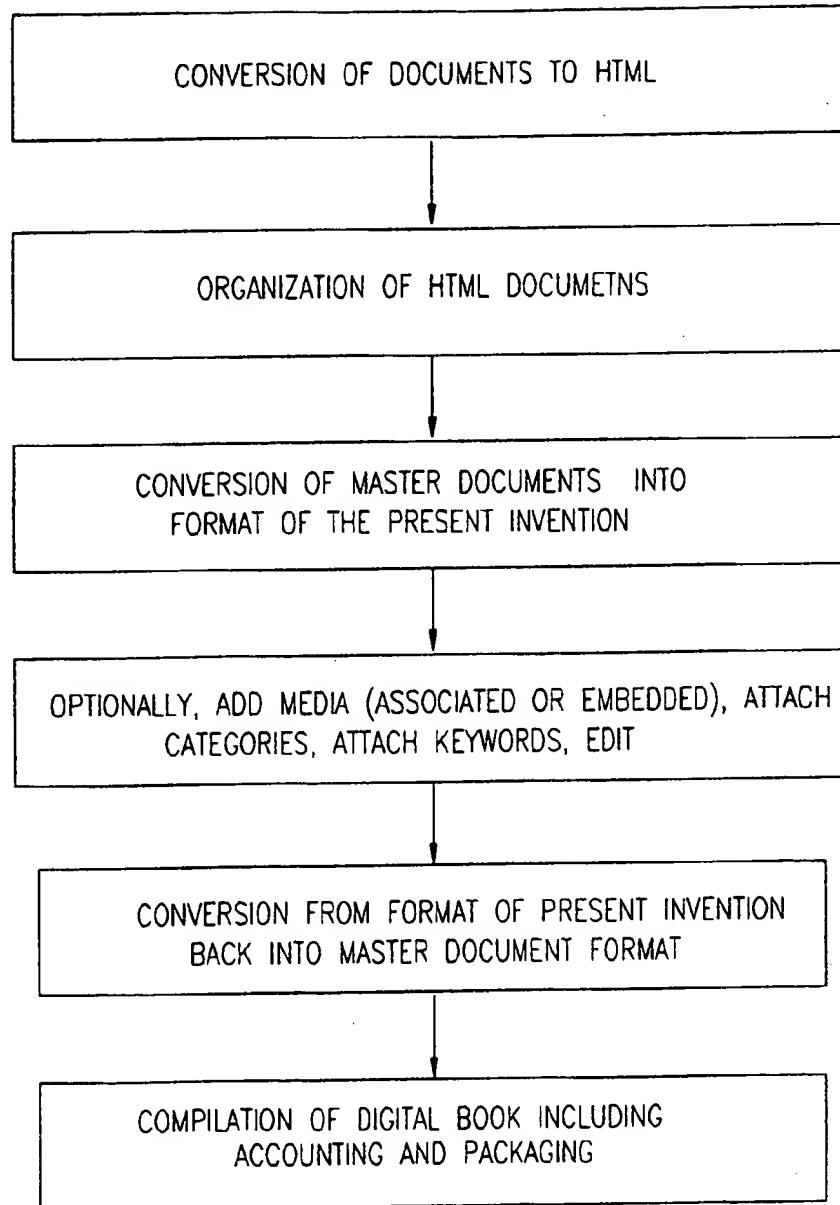 CONVERSION OF DOCUMENTS TO HTML
ORGANIZATION OF HTML DOCUMETNS
CONVERSION OF MASTER DOCUMENTS INTO
FORMAT OF THE PRESENT INVENTION
OPTIONALLY, ADD MEDIA (ASSOCIATED OR EMBEDDED), ATTACH
CATEGORIES, ATTACH KEYWORDS, EDIT
CONVERSION FROM FORMAT OF PRESENT INVENTION
BACK INTO MASTER DOCUMENT FORMAT
COMPILATION OF DIGITAL BOOK INCLUDING
ACCOUNTING AND PACKAGING